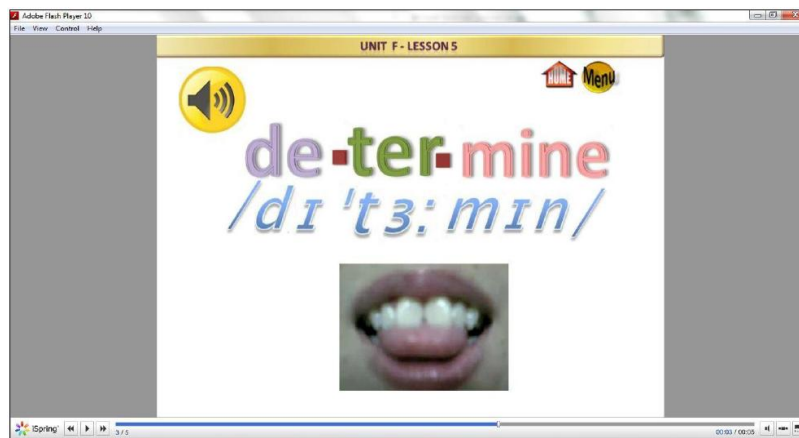 Adobe Flash Player 10
File View Control Help
UNIT F - LESSON 5
HOME Menu
de▪ter▪mine
/dɪ 'tɜ: mɪn/
iSpring 3 / 5 00:03 / 00:05